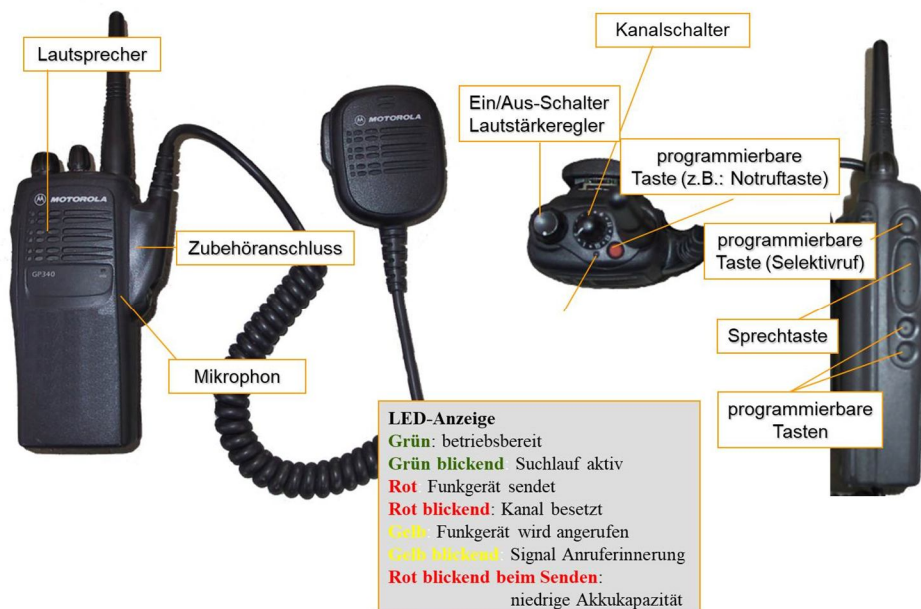 Kanalschalter
Lautsprecher
Ein/Aus-Schalter
Lautstärkeregler
programmierbare
Taste (z.B.: Notruftaste)
MOTOROLA
MOTOROLA
GP340
Zubehöranschluss
programmierbare
Taste (Selektivruf)
Sprechtaste
Mikrophon
programmierbare
Tasten
LED-Anzeige
Grün: betriebsbereit
Grün blickend: Suchlauf aktiv
Rot: Funkgerät sendet
Rot blickend: Kanal besetzt
Gelb: Funkgerät wird angerufen
Gelb blickend: Signal Anruferinnerung
Rot blickend beim Senden:
niedrige Akkukapazität